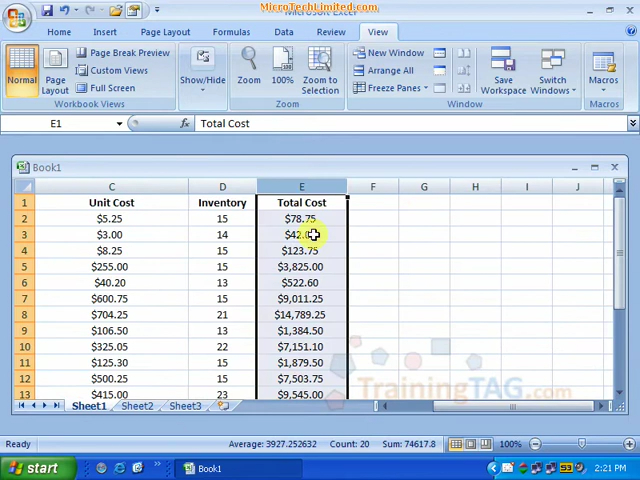 MicroTechLimited.com
Microsoft Excel
Home Insert Page Layout Formulas Data Review View
Page Break Preview New Window
Custom Views Arrange All
Full Screen Freeze Panes
Normal Page Layout Show/Hide Zoom 100% Zoom to Selection Save Workspace Switch Windows Macros
Workbook Views Zoom Window Macros
E1 fx Total Cost
Book1
C D E F G H I J
1 Unit Cost Inventory Total Cost
2 $5.25 15 $78.75
3 $3.00 14
4 $8.25 15 $123.75
5 $255.00 15 $3,825.00
6 $40.20 13 $522.60
7 $600.75 15 $9,011.25
8 $704.25 21 $14,789.25
9 $106.50 13 $1,384.50
10 $325.05 22 $7,151.10
11 $125.30 15 $1,879.50
12 $500.25 15 $7,503.75
13 $415.00 23 $9,545.00
TrainingTAG.com
Sheet1 Sheet2 Sheet3
Ready Average: 3927.252632 Count: 20 Sum: 74617.8 100%
start Book1 53 2:21 PM